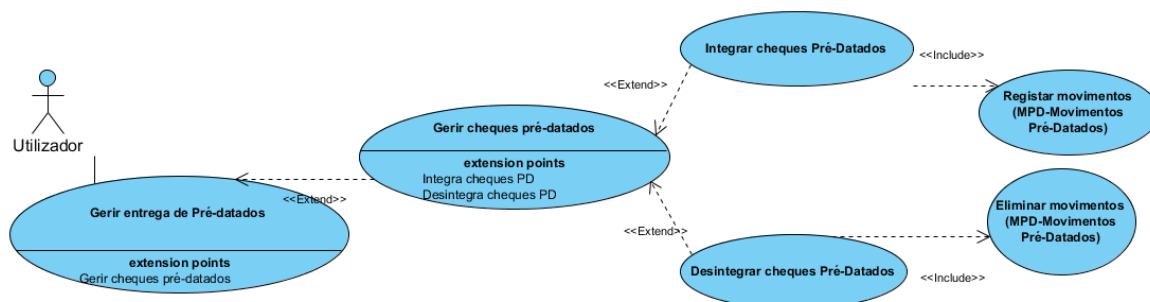 Utilizador
Gerir entrega de Pré-datados
extension points
Gerir cheques pré-datados
<<Extend>>
Gerir cheques pré-datados
extension points
Integra cheques PD
Desintegra cheques PD
<<Extend>>
Integrar cheques Pré-Datados
<<Include>>
Registar movimentos
(MPD-Movimentos
Pré-Datados)
<<Extend>>
Desintegrar cheques Pré-Datados
<<Include>>
Eliminar movimentos
(MPD-Movimentos
Pré-Datados)